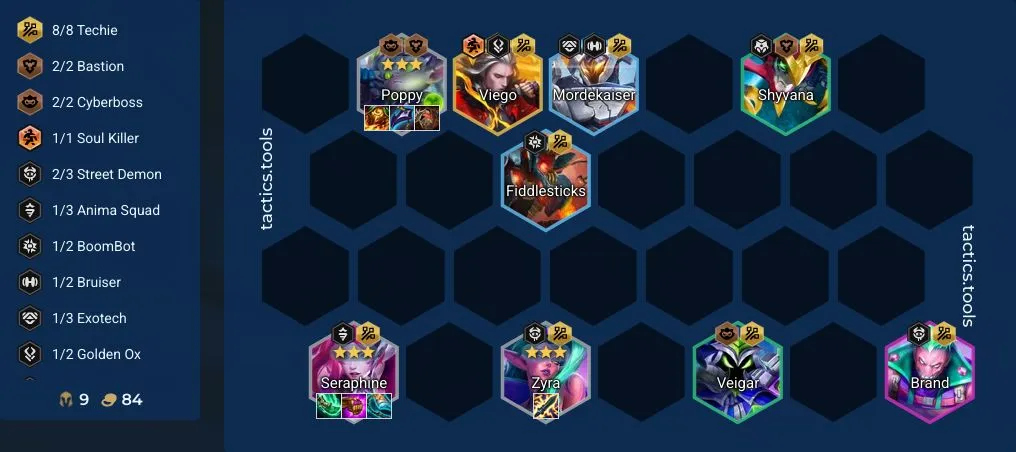 8/8 Techie
2/2 Bastion
2/2 Cyberboss
1/1 Soul Killer
2/3 Street Demon
1/3 Anima Squad
1/2 BoomBot
1/2 Bruiser
1/3 Exotech
1/2 Golden Ox
9 84
tactics.tools
Poppy
Viego
Mordekaiser
Shyvana
Fiddlesticks
tactics.tools
Seraphine
Zyra
Veigar
Brand